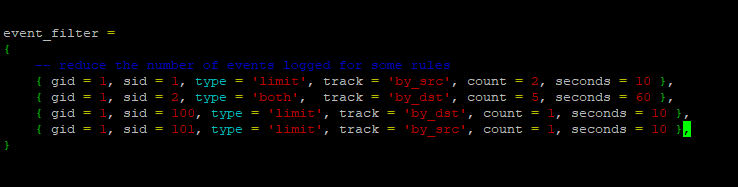 event_filter =
{
-- reduce the number of events logged for some rules
{ gid = 1, sid = 1, type = 'limit', track = 'by_src', count = 2, seconds = 10 },
{ gid = 1, sid = 2, type = 'both',  track = 'by_dst', count = 5, seconds = 60 },
{ gid = 1, sid = 100, type = 'limit', track = 'by_dst', count = 1, seconds = 10 },
{ gid = 1, sid = 101, type = 'limit', track = 'by_src', count = 1, seconds = 10 },
}